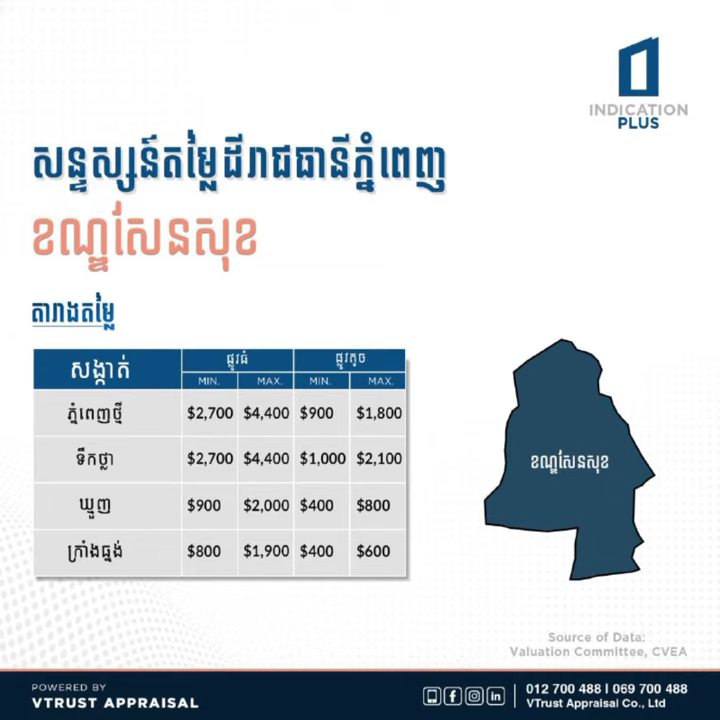 INDICATION
PLUS
សន្ទស្សន៍តម្លៃដីរាជធានីភ្នំពេញ
ខណ្ឌសែនសុខ
តារាងតម្លៃ
សង្កាត់ ផ្លូវធំ ផ្លូវតូច
MIN. MAX. MIN. MAX.
ភ្នំពេញថ្មី $2,700 $4,400 $900 $1,800
ទឹកថ្លា $2,700 $4,400 $1,000 $2,100
ឃ្មួញ $900 $2,000 $400 $800
ក្រាំងធ្នង់ $800 $1,900 $400 $600
ខណ្ឌសែនសុខ
Source of Data:
Valuation Committee, CVEA
POWERED BY
VTRUST APPRAISAL
012 700 488 | 069 700 488
VTrust Appraisal Co., Ltd